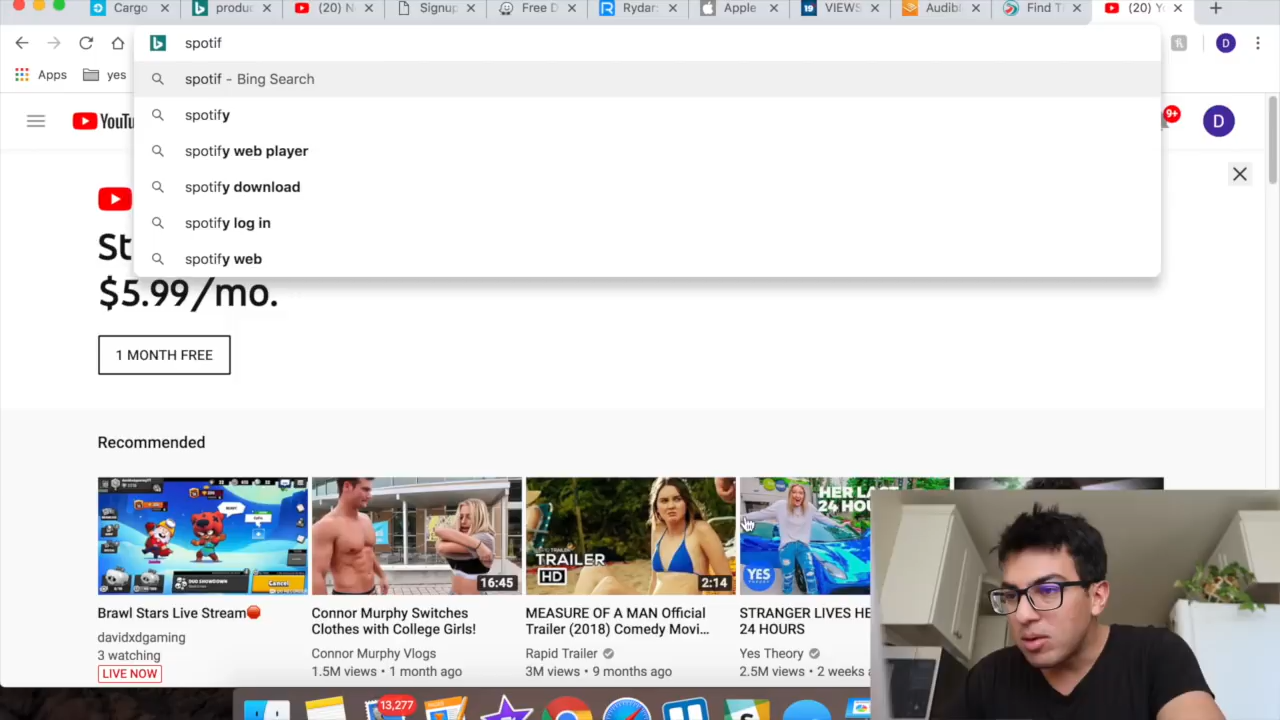 Cargo
produc
(20) N
Signup
Free D
Rydar
Apple
VIEWS
Audibl
Find T
(20) Yo
spotif
Apps
yes
spotif - Bing Search
spotify
spotify web player
spotify download
spotify log in
spotify web
YouTu
9+
D
D
St
$5.99/mo.
1 MONTH FREE
Recommended
HER LAST
24 HOU
TRAILER
HD
YES
16:45
2:14
Brawl Stars Live Stream
davidxdgaming
3 watching
LIVE NOW
Connor Murphy Switches
Clothes with College Girls!
Connor Murphy Vlogs
1.5M views • 1 month ago
MEASURE OF A MAN Official
Trailer (2018) Comedy Movi...
Rapid Trailer
3M views • 9 months ago
STRANGER LIVES HE
24 HOURS
Yes Theory
2.5M views • 2 weeks a
13,277